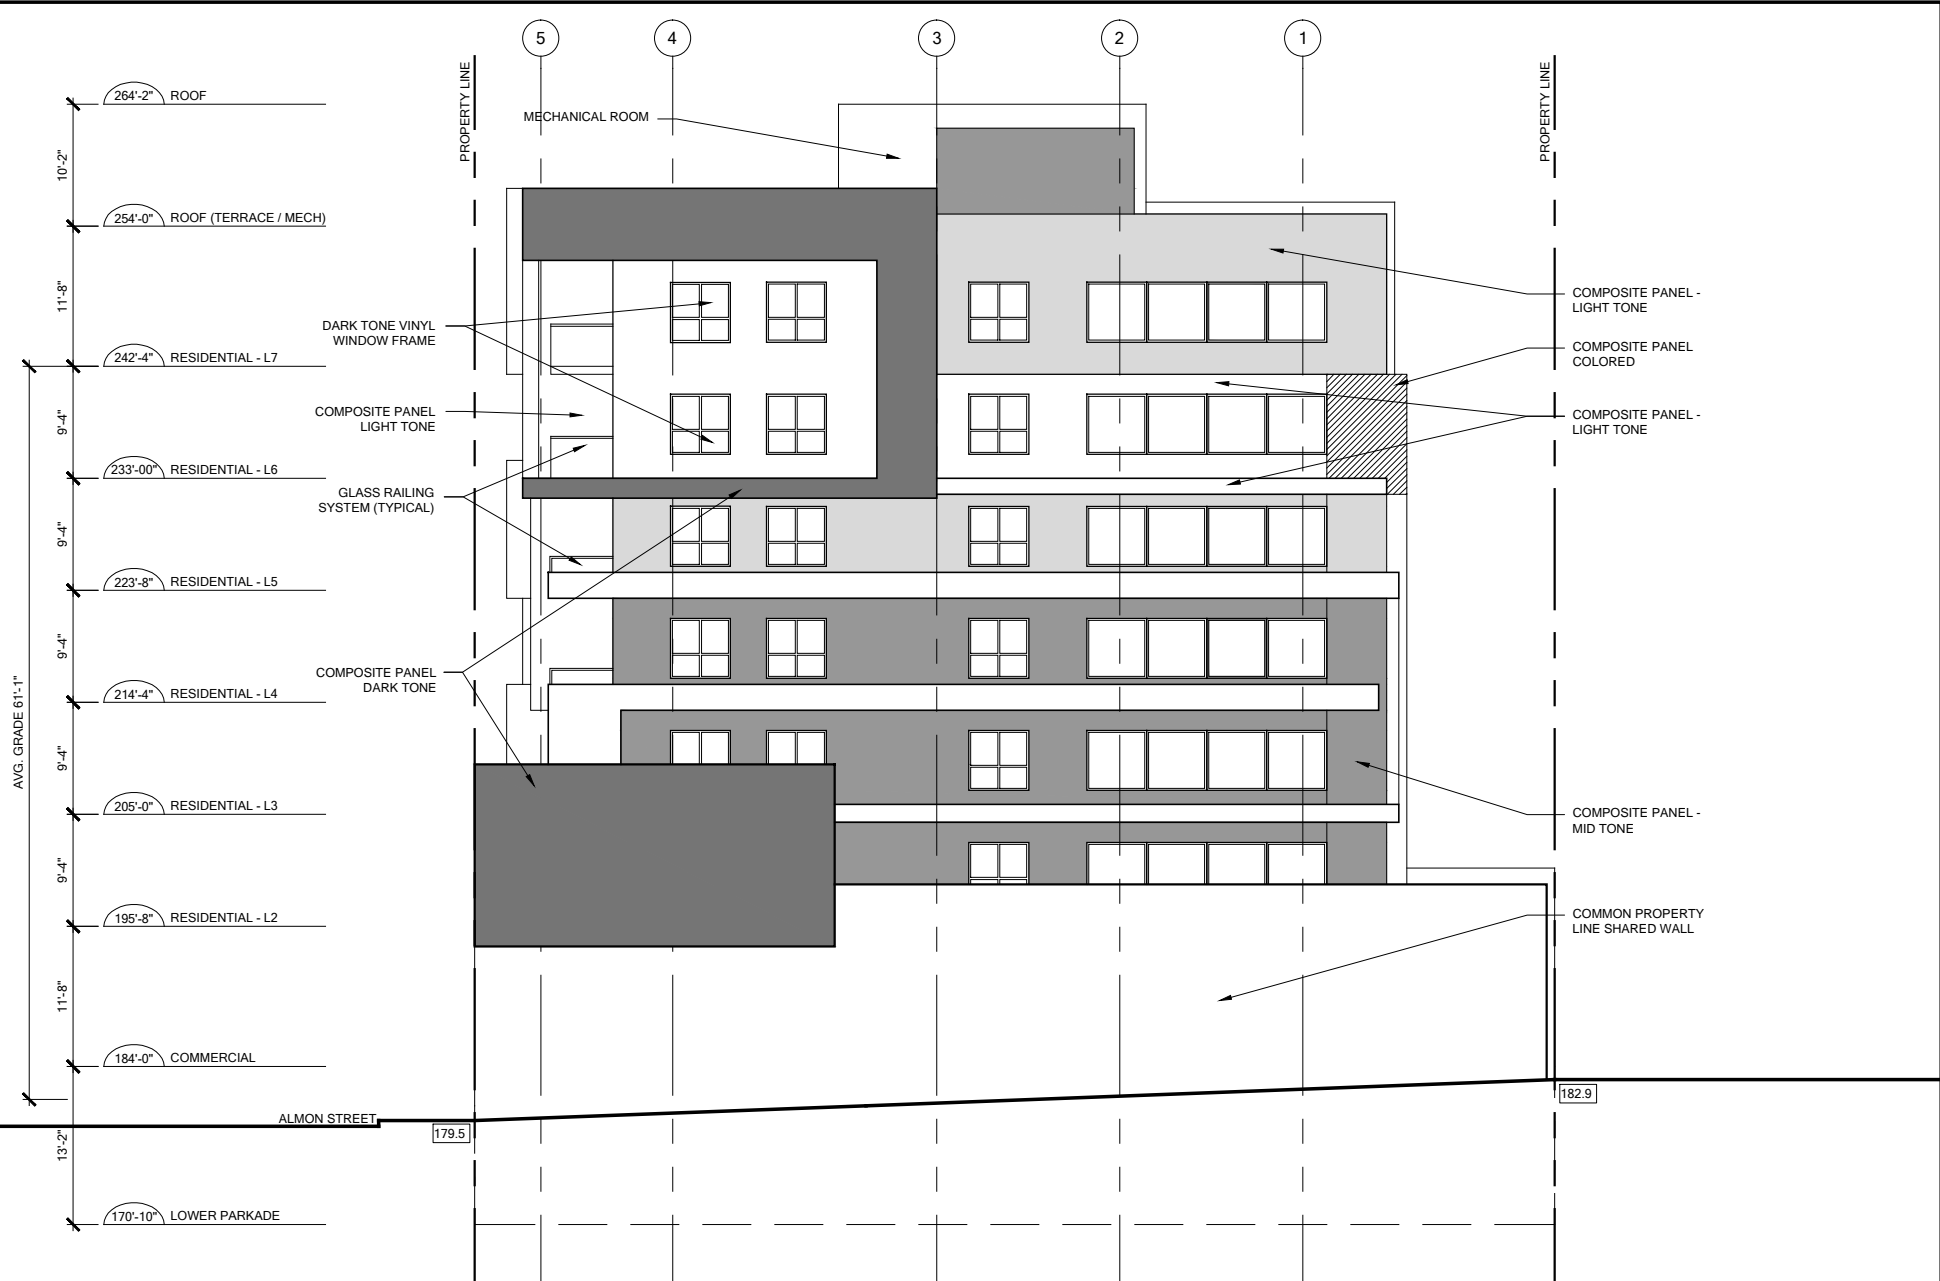 5
4
3
2
1
PROPERTY LINE
PROPERTY LINE
264'-2" ROOF
MECHANICAL ROOM
10'-2"
254'-0" ROOF (TERRACE / MECH)
11'-8"
COMPOSITE PANEL -
LIGHT TONE
DARK TONE VINYL
WINDOW FRAME
COMPOSITE PANEL
COLORED
242'-4" RESIDENTIAL - L7
COMPOSITE PANEL
LIGHT TONE
COMPOSITE PANEL -
LIGHT TONE
9'-4"
233'-00" RESIDENTIAL - L6
GLASS RAILING
SYSTEM (TYPICAL)
9'-4"
223'-8" RESIDENTIAL - L5
9'-4"
COMPOSITE PANEL
DARK TONE
214'-4" RESIDENTIAL - L4
AVG. GRADE 61'-1"
9'-4"
205'-0" RESIDENTIAL - L3
COMPOSITE PANEL -
MID TONE
9'-4"
195'-8" RESIDENTIAL - L2
COMMON PROPERTY
LINE SHARED WALL
11'-8"
184'-0" COMMERCIAL
182.9
ALMON STREET
179.5
13'-2"
170'-10" LOWER PARKADE